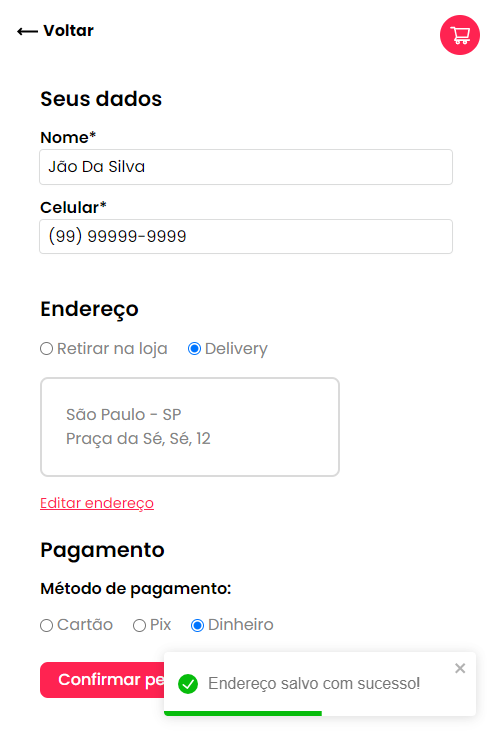 Voltar
Seus dados
Nome*
Jão Da Silva
Celular*
(99) 99999-9999
Endereço
Retirar na loja Delivery
São Paulo - SP
Praça da Sé, Sé, 12
Editar endereço
Pagamento
Método de pagamento:
Cartão Pix Dinheiro
Confirmar pe
Endereço salvo com sucesso!